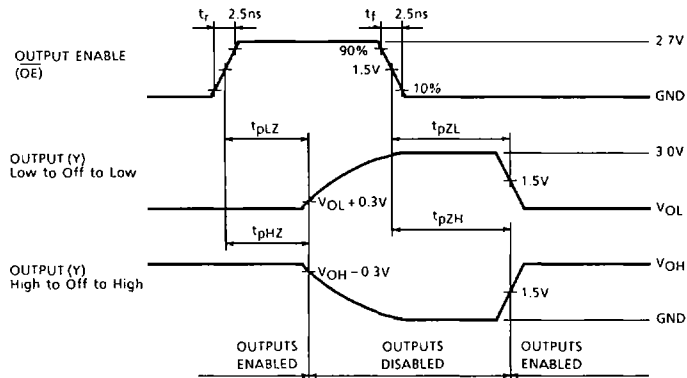 tr 2.5ns tf 2.5ns
OUTPUT ENABLE
(OE)
90%
1.5V
10%
2 7V
GND
tpLZ tpZL
OUTPUT (Y)
Low to Off to Low
VOL + 0.3V
3 0V
1.5V
VOL
tpHZ tpZH
OUTPUT (Y)
High to Off to High
VOH – 0.3V
VOH
1.5V
GND
OUTPUTS ENABLED
OUTPUTS DISABLED
OUTPUTS ENABLED